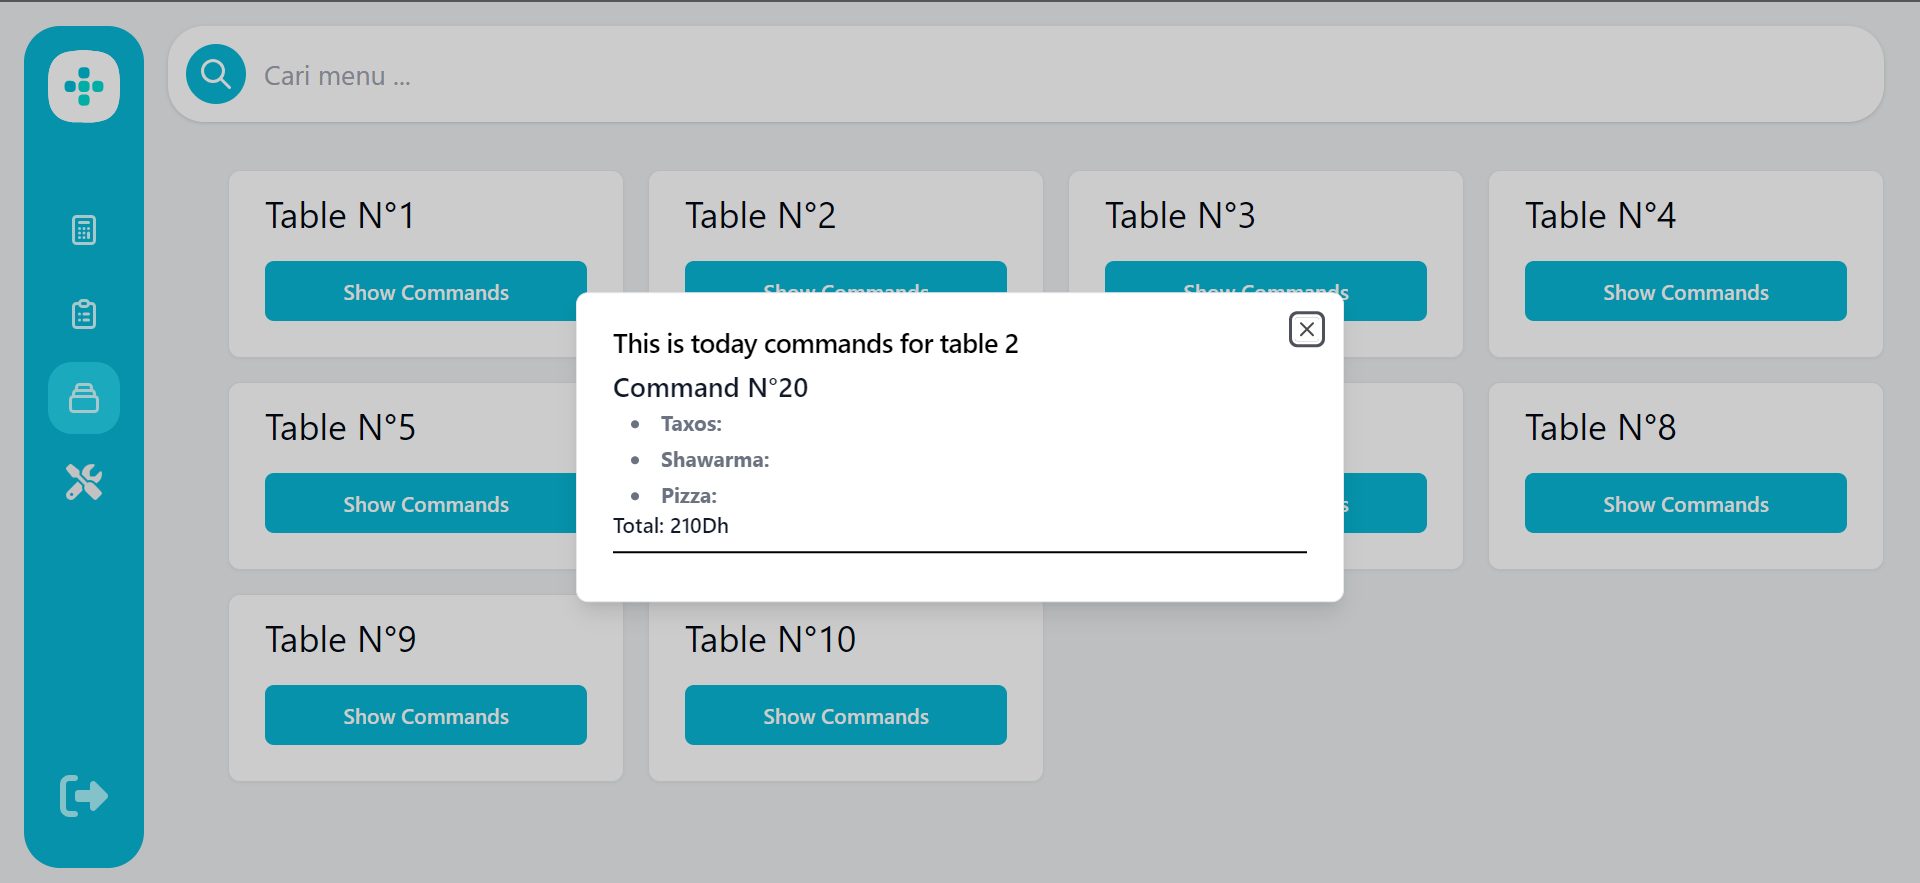 Cari menu ...
Table N°1
Table N°2
Table N°3
Table N°4
Show Commands
Show Commands
Show Commands
Show Commands
This is today commands for table 2
Command N°20
Taxos:
Shawarma:
Pizza:
Total: 210Dh
Table N°5
Table N°8
Show Commands
Show Commands
Table N°9
Table N°10
Show Commands
Show Commands